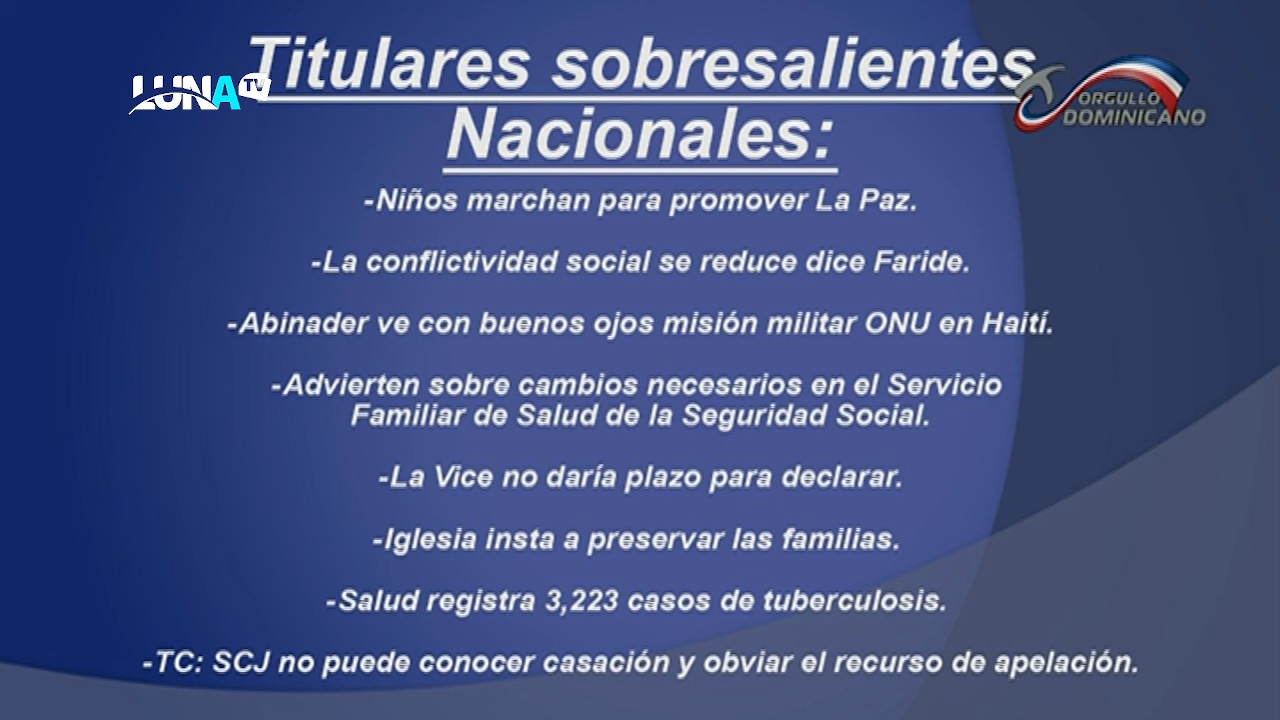 Titulares sobresalientes
LUNA TV
ORGULLO
DOMINICANO
Nacionales:
-Niños marchan para promover La Paz.
-La conflictividad social se reduce dice Faride.
-Abinader ve con buenos ojos misión militar ONU en Haití.
-Advierten sobre cambios necesarios en el Servicio
Familiar de Salud de la Seguridad Social.
-La Vice no daría plazo para declarar.
-Iglesia insta a preservar las familias.
-Salud registra 3,223 casos de tuberculosis.
-TC: SCJ no puede conocer casación y obviar el recurso de apelación.